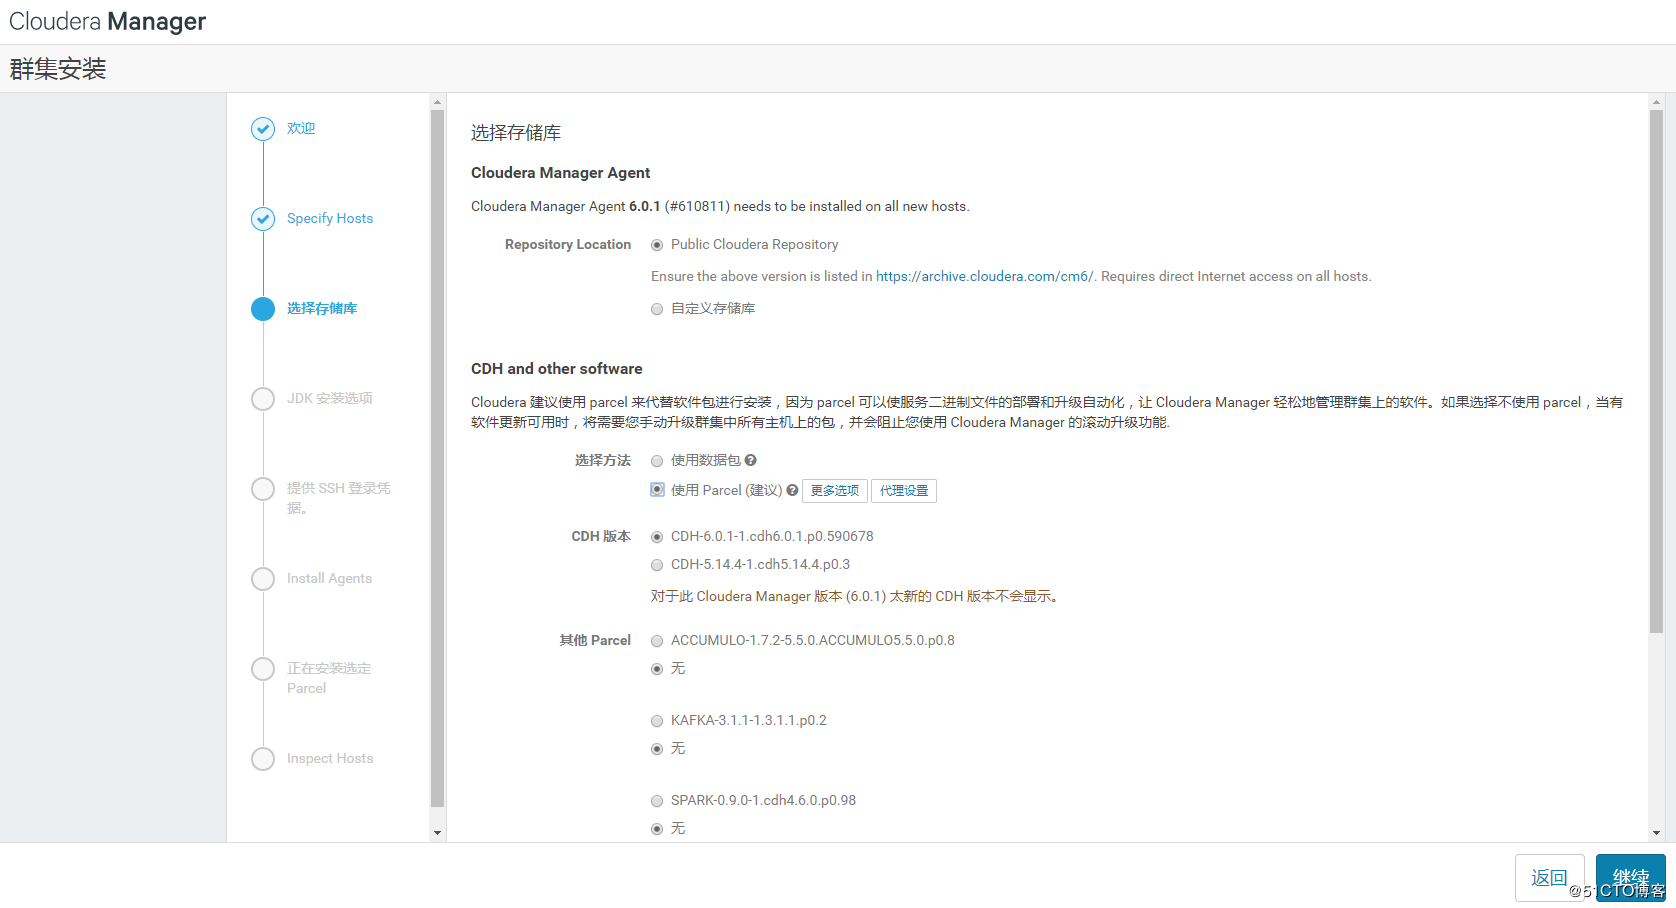 Cloudera Manager
群集安装
欢迎
Specify Hosts
选择存储库
JDK 安装选项
提供 SSH 登录凭
据。
Install Agents
正在安装选定
Parcel
Inspect Hosts
选择存储库
Cloudera Manager Agent
Cloudera Manager Agent 6.0.1 (#610811) needs to be installed on all new hosts.
Repository Location
Public Cloudera Repository
Ensure the above version is listed in https://archive.cloudera.com/cm6/. Requires direct Internet access on all hosts.
自定义存储库
CDH and other software
Cloudera 建议使用 parcel 来代替软件包进行安装，因为 parcel 可以使服务二进制文件的部署和升级自动化，让 Cloudera Manager 轻松地管理群集上的软件。如果选择不使用 parcel，当有
软件更新可用时，将需要您手动升级群集中所有主机上的包，并会阻止您使用 Cloudera Manager 的滚动升级功能.
选择方法
使用数据包
使用 Parcel (建议) 更多选项 代理设置
CDH 版本
CDH-6.0.1-1.cdh6.0.1.p0.590678
CDH-5.14.4-1.cdh5.14.4.p0.3
对于此 Cloudera Manager 版本 (6.0.1) 太新的 CDH 版本不会显示。
其他 Parcel
ACCUMULO-1.7.2-5.5.0.ACCUMULO5.5.0.p0.8
无
KAFKA-3.1.1-1.3.1.1.p0.2
无
SPARK-0.9.0-1.cdh4.6.0.p0.98
无
返回
继续
@51CTO博客